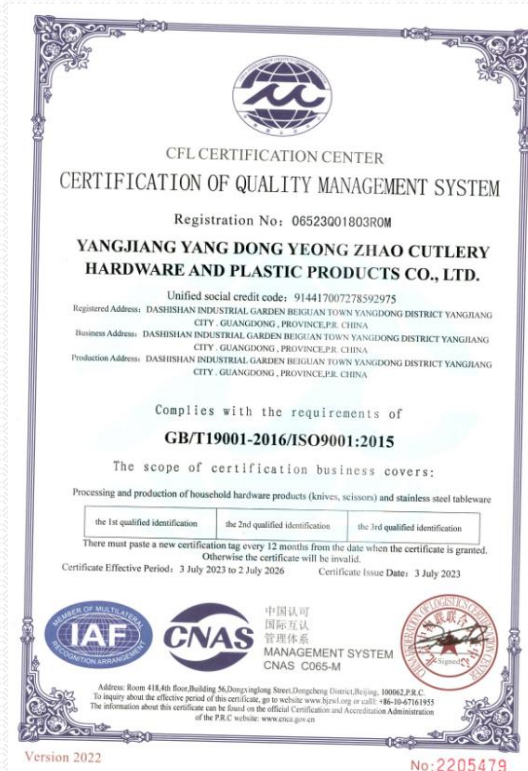 CFL CERTIFICATION CENTER
CERTIFICATION OF QUALITY MANAGEMENT SYSTEM
Registration No: 06523Q01803R0M
YANGJIANG YANG DONG YEONG ZHAO CUTLERY
HARDWARE AND PLASTIC PRODUCTS CO., LTD.
Unified social credit code: 914417007278592975
Registered Address: DASHISHAN INDUSTRIAL GARDEN BEIGUAN TOWN YANGDONG DISTRICT YANGJIANG
CITY . GUANGDONG , PROVINCE,P.R. CHINA
Business Address: DASHISHAN INDUSTRIAL GARDEN BEIGUAN TOWN YANGDONG DISTRICT YANGJIANG
CITY . GUANGDONG , PROVINCE,P.R. CHINA
Production Address: DASHISHAN INDUSTRIAL GARDEN BEIGUAN TOWN YANGDONG DISTRICT YANGJIANG
CITY . GUANGDONG , PROVINCE,P.R. CHINA
Complies with the requirements of
GB/T19001-2016/ISO9001:2015
The scope of certification business covers:
Processing and production of household hardware products (knives, scissors) and stainless steel tableware
the 1st qualified identification the 2nd qualified identification the 3rd qualified identification
There must paste a new certification tag every 12 months from the date when the certificate is granted.
Otherwise the certificate will be invalid.
Certificate Effective Period: 3 July 2023 to 2 July 2026 Certificate Issue Date: 3 July 2023
MEMBER OF MULTILATERAL
IAF
RECOGNITION ARRANGEMENT
CNAS
中国认可
国际互认
管理体系
MANAGEMENT SYSTEM
CNAS C065-M
Signed
Address: Room 418,4th floor,Building 56,Dongxinglong Street,Dongcheng District,Beijing, 100062,P.R.C.
To inquiry about the effective period of this certificate, go to website www.bjzwl.org or call: +86-10-67161955
The information about this certificate can be found on the official Certification and Accreditation Administration
of the P.R.C website: www.cnca.gov.cn
Version 2022
No:2205479